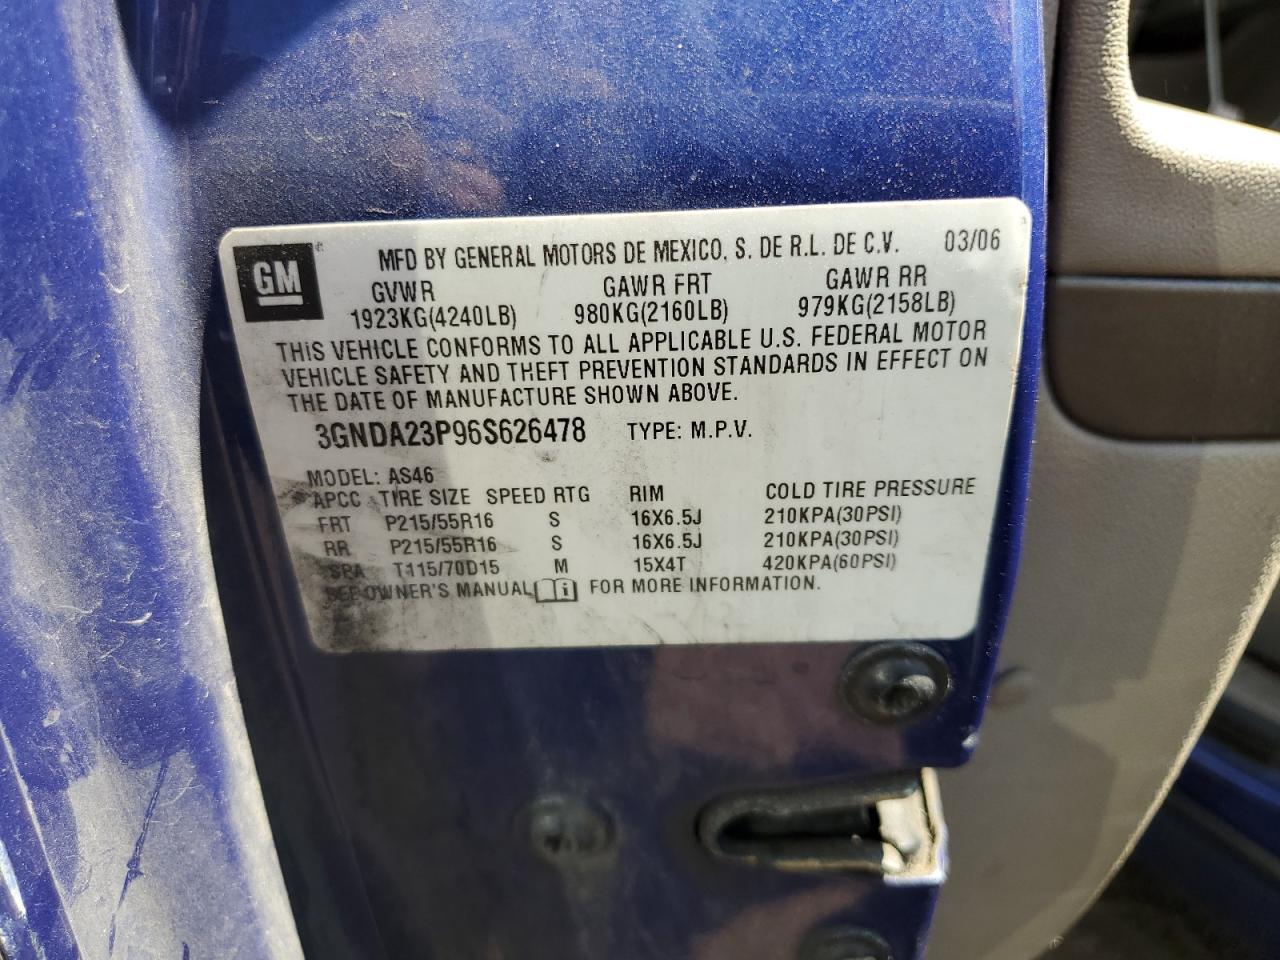 GM MFD BY GENERAL MOTORS DE MEXICO, S. DE R.L. DE C.V. 03/06
GVWR GAWR FRT GAWR RR
1923KG(4240LB) 980KG(2160LB) 979KG(2158LB)
THIS VEHICLE CONFORMS TO ALL APPLICABLE U.S. FEDERAL MOTOR
VEHICLE SAFETY AND THEFT PREVENTION STANDARDS IN EFFECT ON
THE DATE OF MANUFACTURE SHOWN ABOVE.
3GNDA23P96S626478 TYPE: M.P.V.
MODEL: AS46
APCC TIRE SIZE SPEED RTG RIM COLD TIRE PRESSURE
FRT P215/55R16 S 16X6.5J 210KPA(30PSI)
RR P215/55R16 S 16X6.5J 210KPA(30PSI)
SPA T115/70D15 M 15X4T 420KPA(60PSI)
SEE OWNER'S MANUAL i FOR MORE INFORMATION.